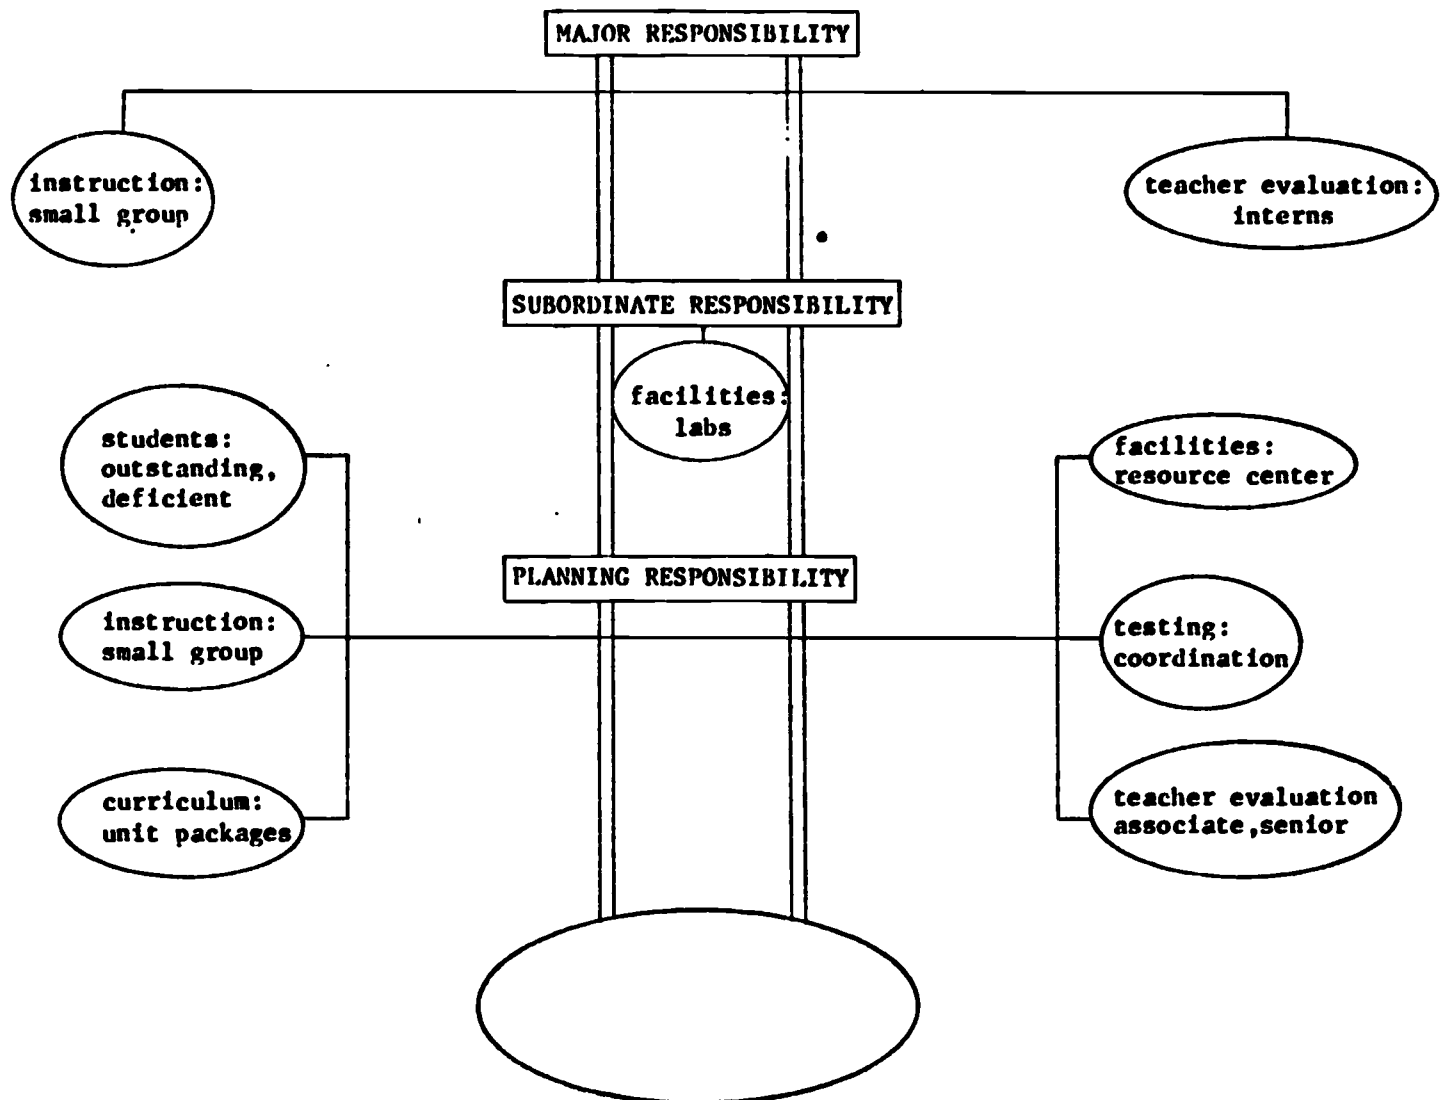 MAJOR RESPONSIBILITY
instruction:
small group
teacher evaluation:
interns
SUBORDINATE RESPONSIBILITY
facilities:
labs
students:
outstanding,
deficient
facilities:
resource center
PLANNING RESPONSIBILITY
instruction:
small group
testing:
coordination
curriculum:
unit packages
teacher evaluation
associate,senior